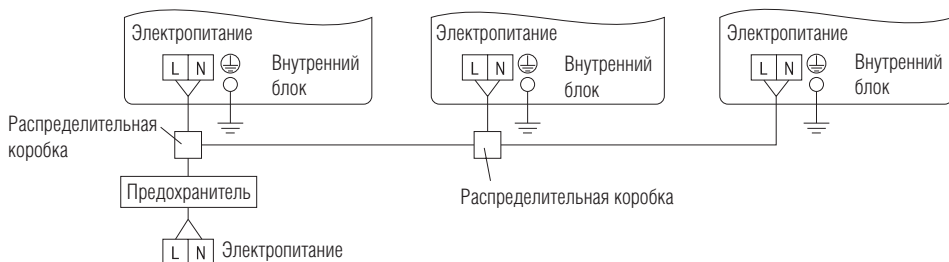 Электропитание
L N
Внутренний
блок
Электропитание
L N
Внутренний
блок
Электропитание
L N
Внутренний
блок
Распределительная
коробка
Предохранитель
Распределительная коробка
L N
Электропитание